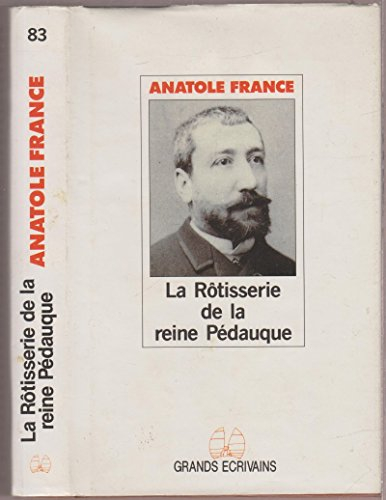 83
ANATOLE FRANCE
La Rôtisserie de la
reine Pédauque
ANATOLE FRANCE
La Rôtisserie
de la
reine Pédauque
GRANDS ECRIVAINS